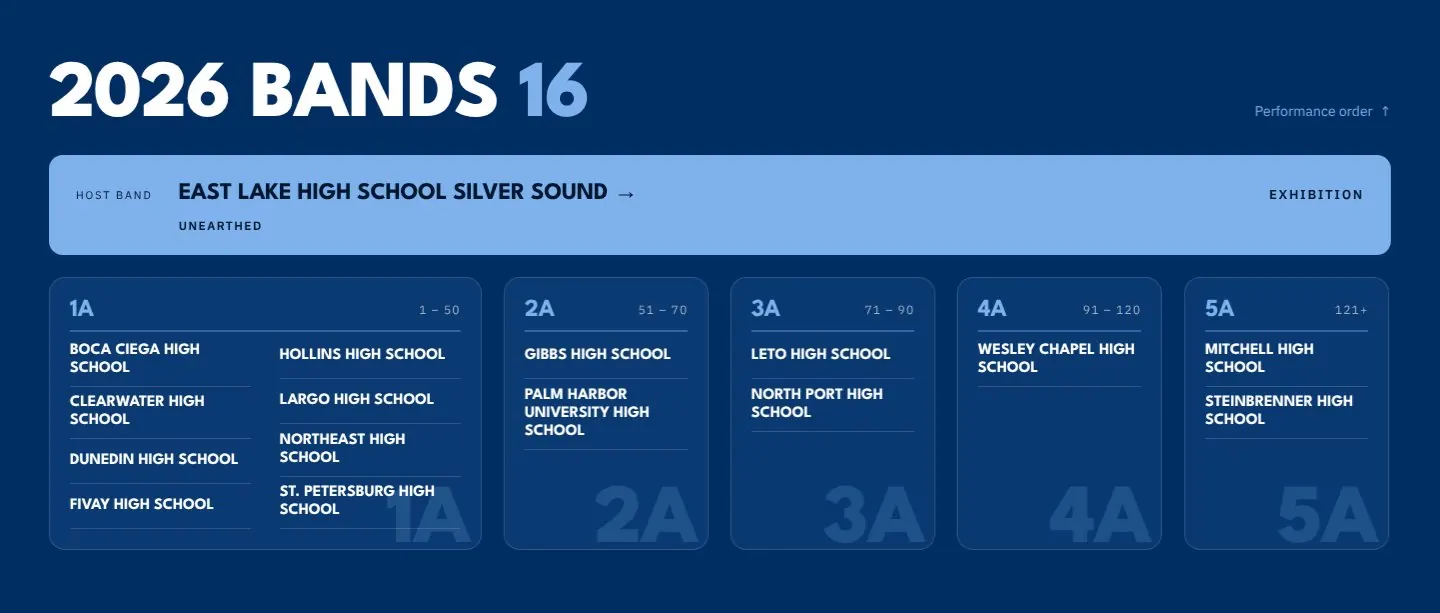 2026 BANDS 16
Performance order ↑
HOST BAND
EAST LAKE HIGH SCHOOL SILVER SOUND →
UNEARTHED
EXHIBITION
1A
1 – 50
BOCA CIEGA HIGH
SCHOOL
CLEARWATER HIGH
SCHOOL
DUNEDIN HIGH SCHOOL
FIVAY HIGH SCHOOL
HOLLINS HIGH SCHOOL
LARGO HIGH SCHOOL
NORTHEAST HIGH
SCHOOL
ST. PETERSBURG HIGH
SCHOOL
1A
2A
51 – 70
GIBBS HIGH SCHOOL
PALM HARBOR
UNIVERSITY HIGH
SCHOOL
2A
3A
71 – 90
LETO HIGH SCHOOL
NORTH PORT HIGH
SCHOOL
3A
4A
91 – 120
WESLEY CHAPEL HIGH
SCHOOL
4A
5A
121+
MITCHELL HIGH
SCHOOL
STEINBRENNER HIGH
SCHOOL
5A